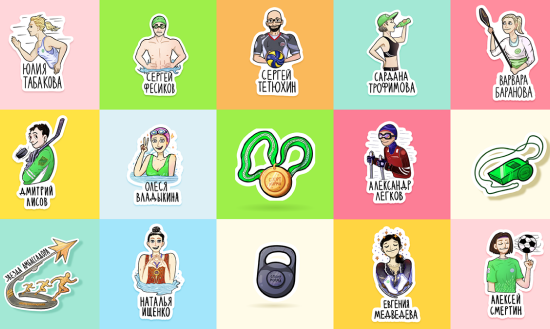 ЮЛИЯ
ТАБАКОВА
СЕРГЕЙ
ФЕСИКОВ
СЕРГЕЙ
ТЕТЮХИН
САРДАНА
ТРОФИМОВА
ВАРВАРА
БАРАНОВА
ДМИТРИЙ
ЛИСОВ
ОЛЕСЯ
ВЛАДЫКИНА
АЛЕКСАНДР
ЛЕГКОВ
ЗВЕЗДА АМБАССАДОРА
НАТАЛЬЯ
ИЩЕНКО
ЕВГЕНИЯ
МЕДВЕДЕВА
АЛЕКСЕЙ
СМЕРТИН